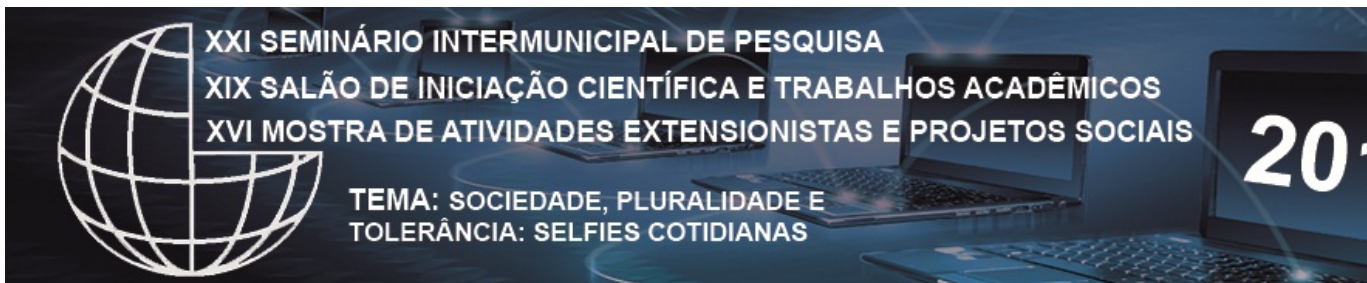 XXI SEMINÁRIO INTERMUNICIPAL DE PESQUISA
XIX SALÃO DE INICIAÇÃO CIENTÍFICA E TRABALHOS ACADÊMICOS
XVI MOSTRA DE ATIVIDADES EXTENSIONISTAS E PROJETOS SOCIAIS
TEMA: SOCIEDADE, PLURALIDADE E
TOLERÂNCIA: SELFIES COTIDIANAS